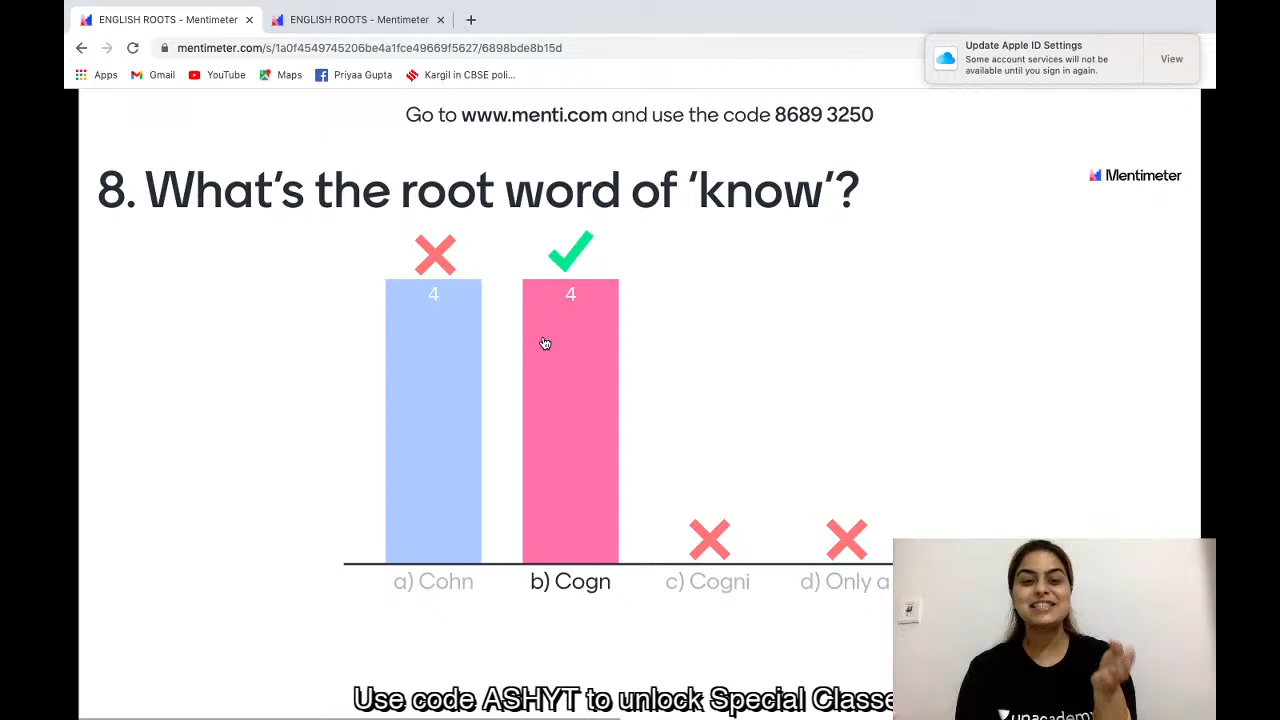 ENGLISH ROOTS - Mentimeter
ENGLISH ROOTS - Mentimeter
mentimeter.com/s/1a0f4549745206be4a1fce49669f5627/6898bde8b15d
Apps Gmail YouTube Maps Priyaa Gupta Kargil in CBSE poli...
Update Apple ID Settings
Some account services will not be
available until you sign in again.
View
Go to www.menti.com and use the code 8689 3250
8. What's the root word of 'know'?
Mentimeter
4
4
a) Cohn
b) Cogn
c) Cogni
d) Only a
Use code ASHYT to unlock Special Classe
unacademy